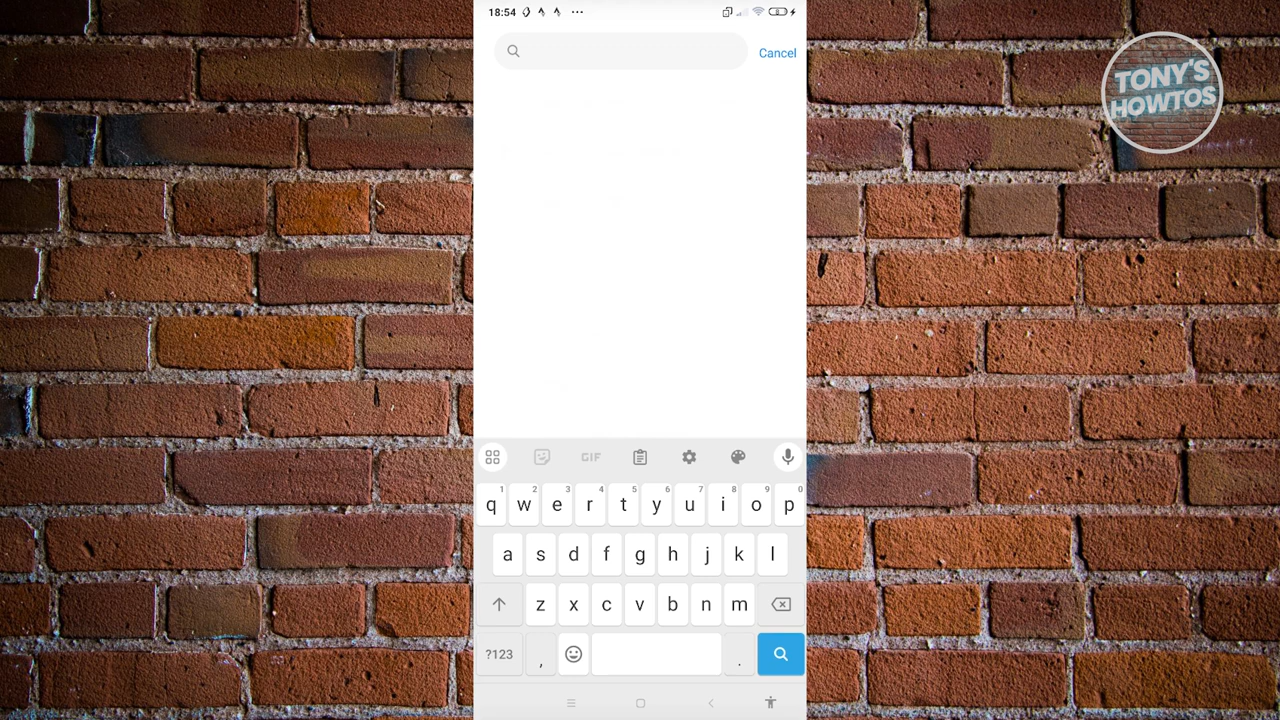 18:54
Cancel
TONY'S
HOWTOS
GIF
1 2 3 4 5 6 7 8 9 0
q w e r t y u i o p
a s d f g h j k l
z x c v b n m
?123 , .